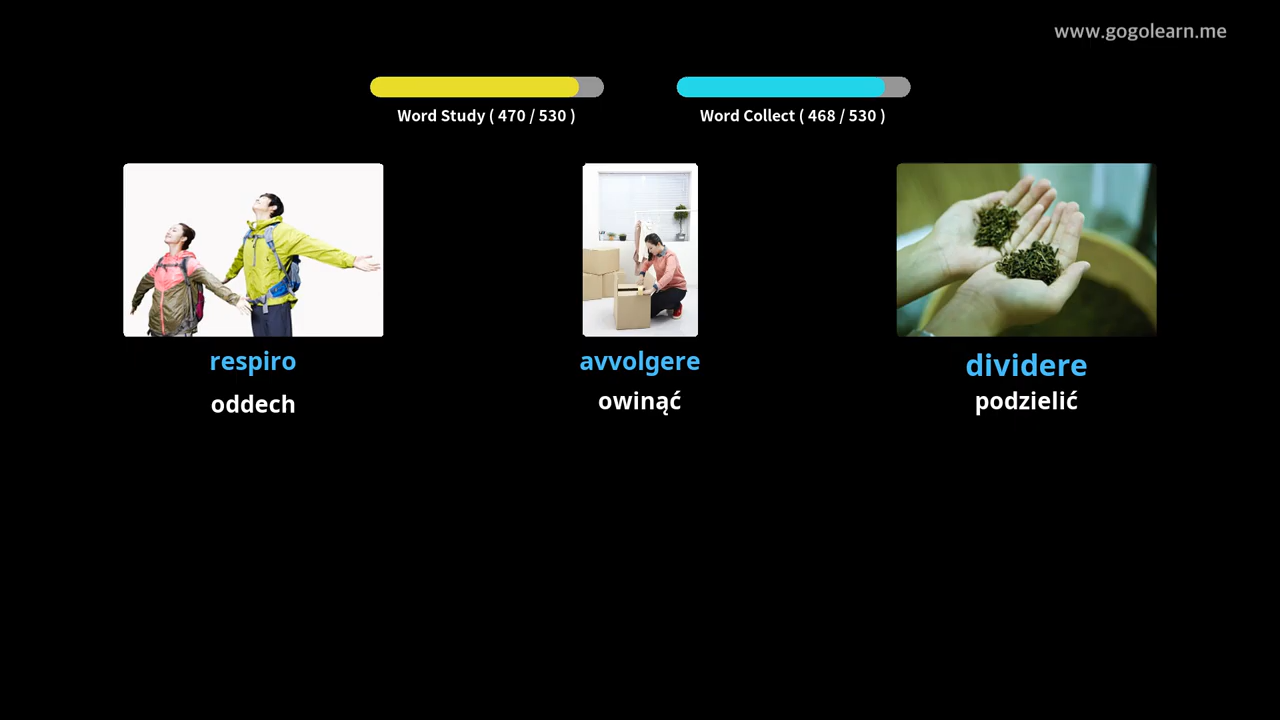 www.gogolearn.me
Word Study ( 470 / 530 )
Word Collect ( 468 / 530 )
respiro
oddech
avvolgere
owinąć
dividere
podzielić